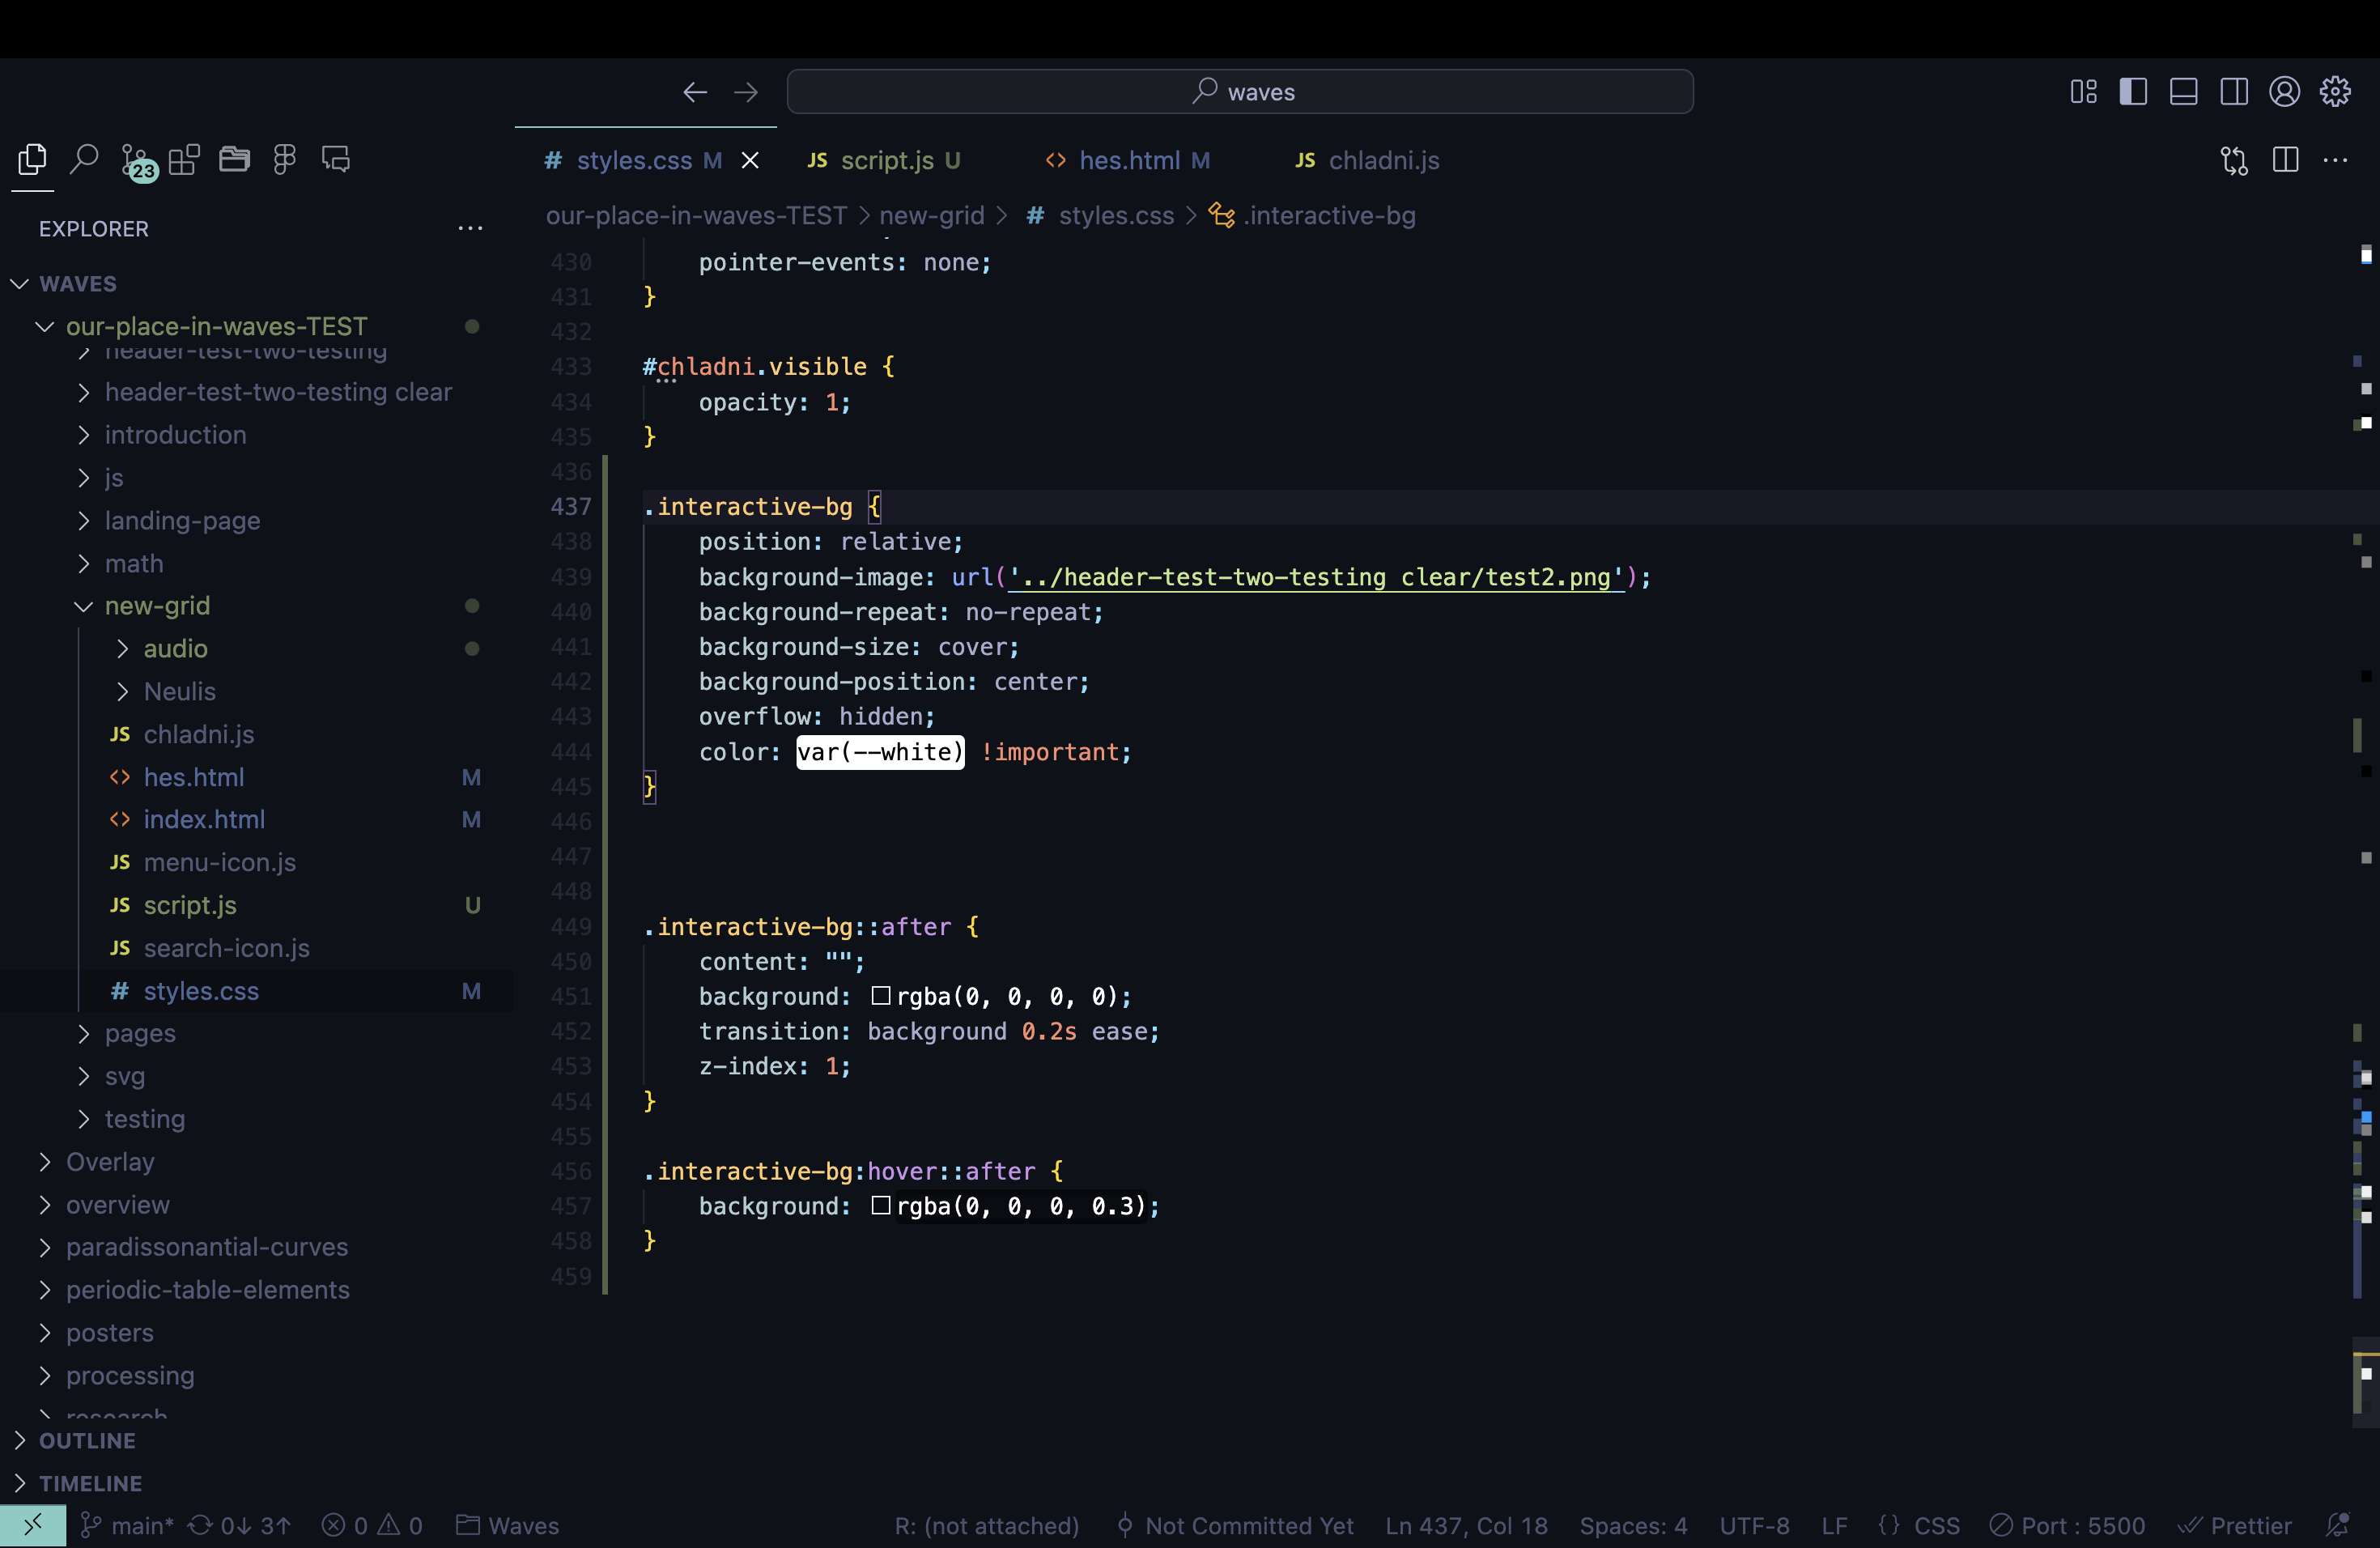 waves
23
# styles.css M
JS script.js U
<> hes.html M
JS chladni.js
EXPLORER
our-place-in-waves-TEST > new-grid > # styles.css > .interactive-bg
WAVES
our-place-in-waves-TEST
header-test-two-testing
header-test-two-testing clear
introduction
js
landing-page
math
new-grid
audio
Neulis
JS chladni.js
<> hes.html M
<> index.html M
JS menu-icon.js
JS script.js U
JS search-icon.js
# styles.css M
pages
svg
testing
Overlay
overview
paradissonantial-curves
periodic-table-elements
posters
processing
research
OUTLINE
TIMELINE
430 pointer-events: none;
431 }
432
433 #chladni.visible {
434 opacity: 1;
435 }
436
437 .interactive-bg {
438 position: relative;
439 background-image: url('../header-test-two-testing clear/test2.png');
440 background-repeat: no-repeat;
441 background-size: cover;
442 background-position: center;
443 overflow: hidden;
444 color: var(--white) !important;
445 }
446
447
448
449 .interactive-bg::after {
450 content: "";
451 background: rgba(0, 0, 0, 0);
452 transition: background 0.2s ease;
453 z-index: 1;
454 }
455
456 .interactive-bg:hover::after {
457 background: rgba(0, 0, 0, 0.3);
458 }
459
main* 0↓ 3↑ 0 0 Waves R: (not attached) Not Committed Yet Ln 437, Col 18 Spaces: 4 UTF-8 LF {} CSS Port : 5500 Prettier